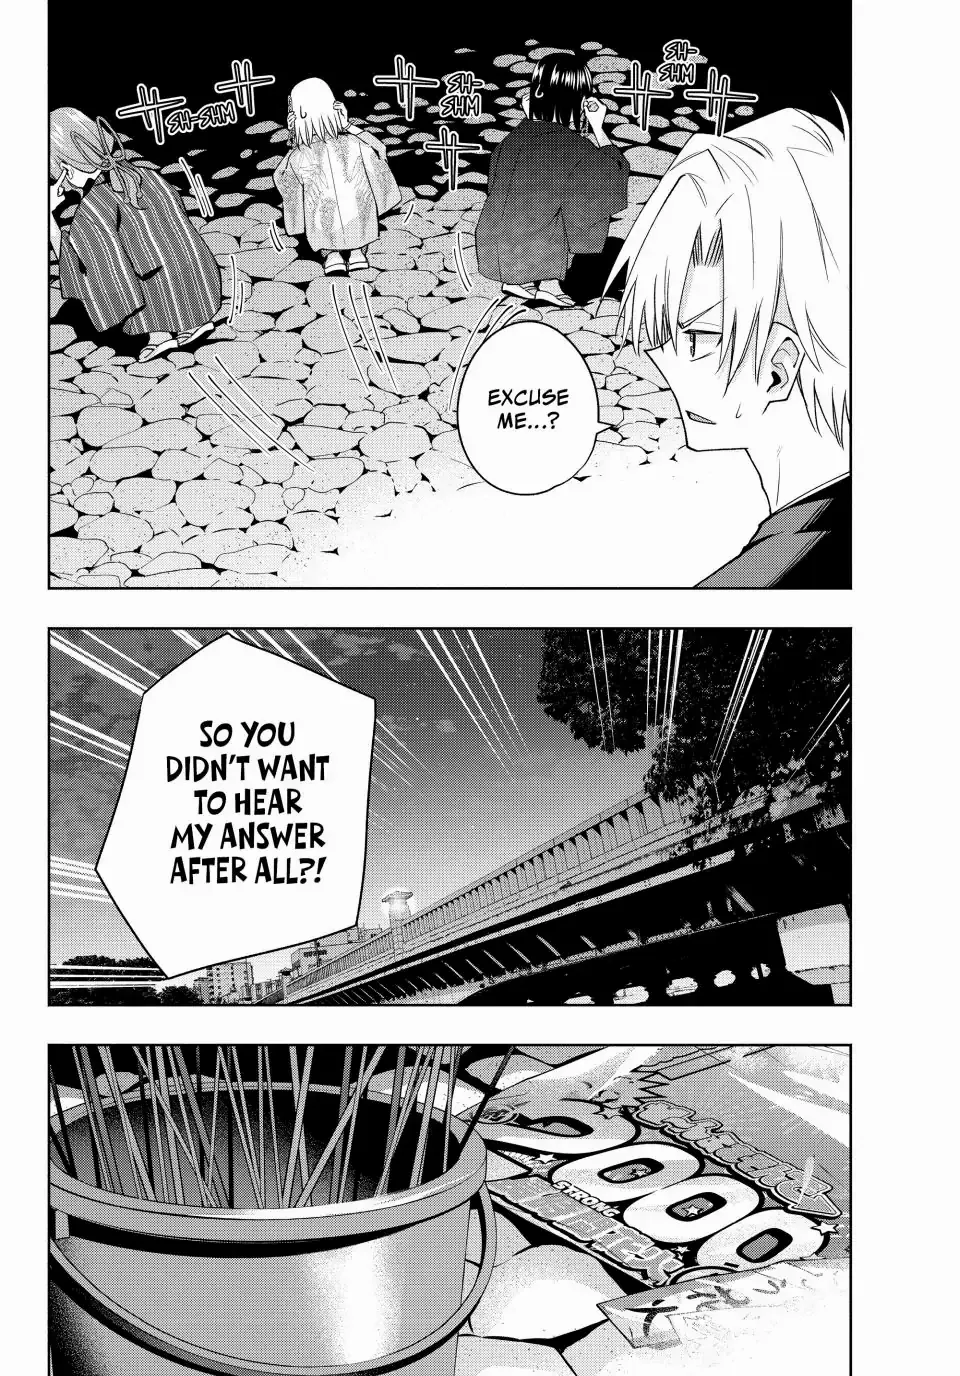 SH-
SHM
SH-
SHM
SH-SHM
EXCUSE
ME...?
SO YOU
DIDN'T WANT
TO HEAR
MY ANSWER
AFTER ALL?!
STRONG